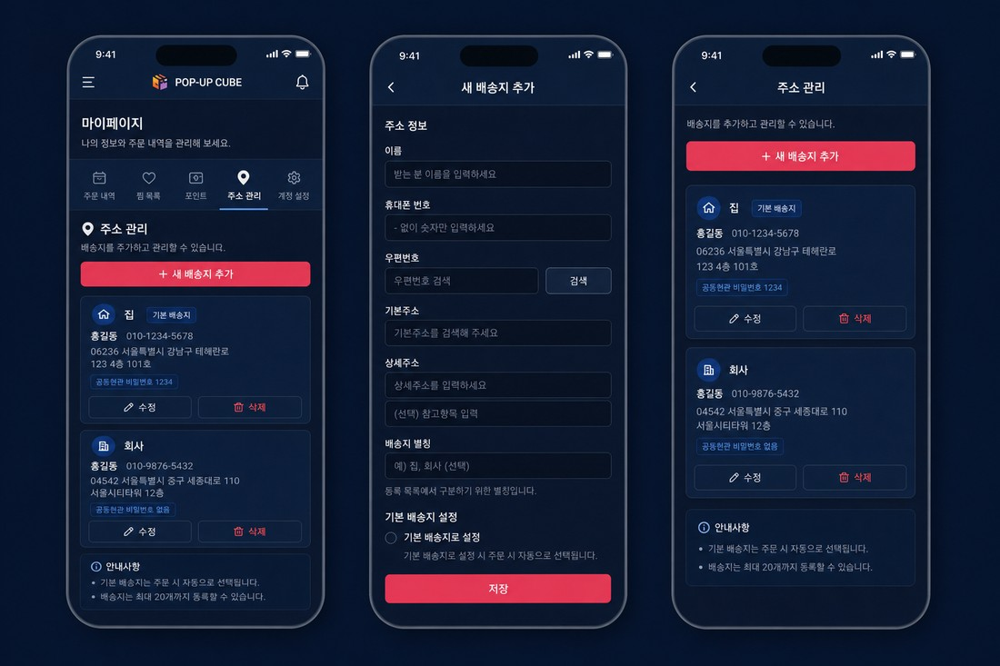 9:41
POP-UP CUBE
마이페이지
나의 정보와 주문 내역을 관리해 보세요.
주문 내역
찜 목록
포인트
주소 관리
계정 설정
주소 관리
배송지를 추가하고 관리할 수 있습니다.
+ 새 배송지 추가
집
기본 배송지
홍길동 010-1234-5678
06236 서울특별시 강남구 테헤란로
123 4층 101호
공동현관 비밀번호 1234
수정
삭제
회사
홍길동 010-9876-5432
04542 서울특별시 중구 세종대로 110
서울시티타워 12층
공동현관 비밀번호 없음
수정
삭제
안내사항
• 기본 배송지는 주문 시 자동으로 선택됩니다.
• 배송지는 최대 20개까지 등록할 수 있습니다.
9:41
새 배송지 추가
주소 정보
이름
받는 분 이름을 입력하세요
휴대폰 번호
- 없이 숫자만 입력하세요
우편번호
우편번호 검색
검색
기본주소
기본주소를 검색해 주세요
상세주소
상세주소를 입력하세요
(선택) 참고항목 입력
배송지 별칭
예) 집, 회사 (선택)
등록 목록에서 구분하기 위한 별칭입니다.
기본 배송지 설정
기본 배송지로 설정
기본 배송지로 설정 시 주문 시 자동으로 선택됩니다.
저장
9:41
주소 관리
배송지를 추가하고 관리할 수 있습니다.
+ 새 배송지 추가
집
기본 배송지
홍길동 010-1234-5678
06236 서울특별시 강남구 테헤란로
123 4층 101호
공동현관 비밀번호 1234
수정
삭제
회사
홍길동 010-9876-5432
04542 서울특별시 중구 세종대로 110
서울시티타워 12층
공동현관 비밀번호 없음
수정
삭제
안내사항
• 기본 배송지는 주문 시 자동으로 선택됩니다.
• 배송지는 최대 20개까지 등록할 수 있습니다.